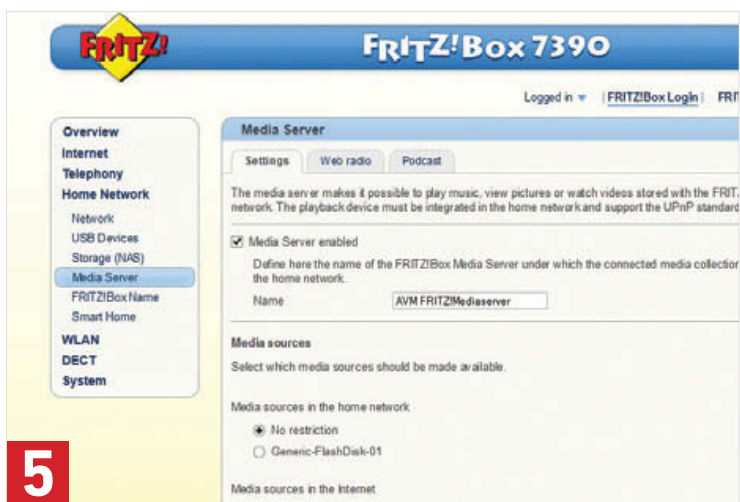 FRITZ!
FRITZ!Box 7390
Logged in | FRITZ!Box Login |
Overview
Internet
Telephony
Home Network
Network
USB Devices
Storage (NAS)
Media Server
FRITZ!Box Name
Smart Home
WLAN
DECT
System
Media Server
Settings Web radio Podcast
The media server makes it possible to play music, view pictures or watch videos stored with the
network. The playback device must be integrated in the home network and support the UPnP standard
Media Server enabled
Define here the name of the FRITZ!Box Media Server under which the connected media
the home network.
Name AVM FRITZ!Mediaserver
Media sources
Select which media sources should be made available.
Media sources in the home network
No restriction
Generic-FlashDisk-01
Media sources in the Internet
5